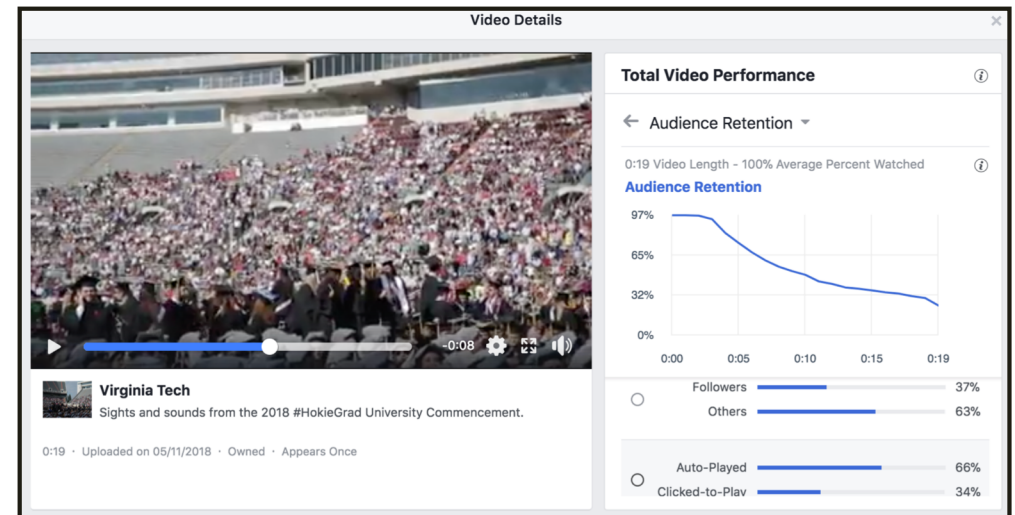 Video Details
Total Video Performance
Audience Retention
0:19 Video Length - 100% Average Percent Watched
Audience Retention
97%
65%
32%
0%
0:00 0:05 0:10 0:15 0:19
-0:08
Virginia Tech
Sights and sounds from the 2018 #HokieGrad University Commencement.
0:19 · Uploaded on 05/11/2018 · Owned · Appears Once
Followers 37%
Others 63%
Auto-Played 66%
Clicked-to-Play 34%